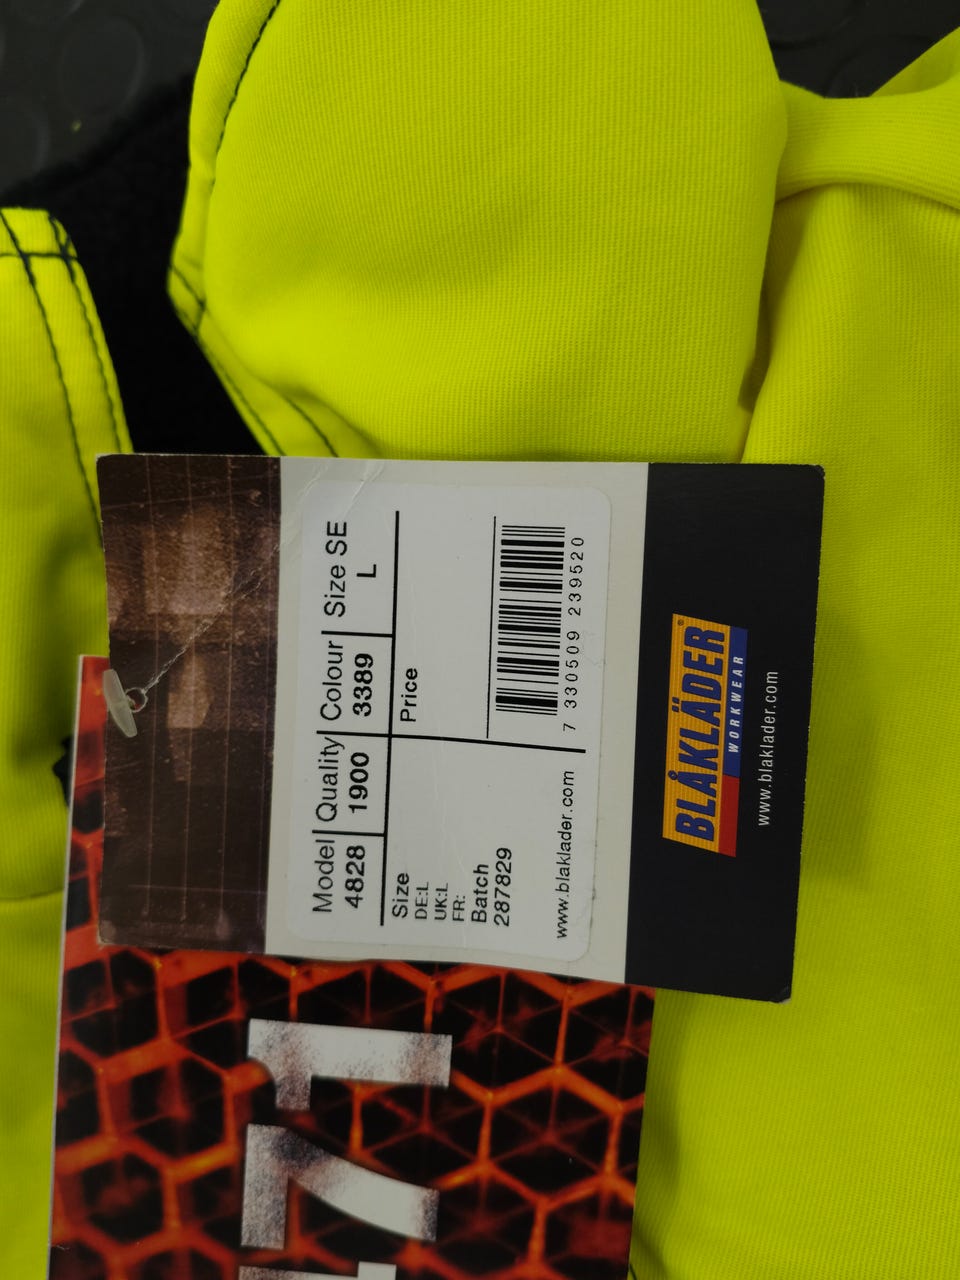 Model Quality Colour Size SE
4828 1900 3389 L
Size
DE:L
UK:L
FR:
Batch
287829
www.blaklader.com
Price
7 330509 239520
BLÅKLÄDER®
WORKWEAR
www.blaklader.com